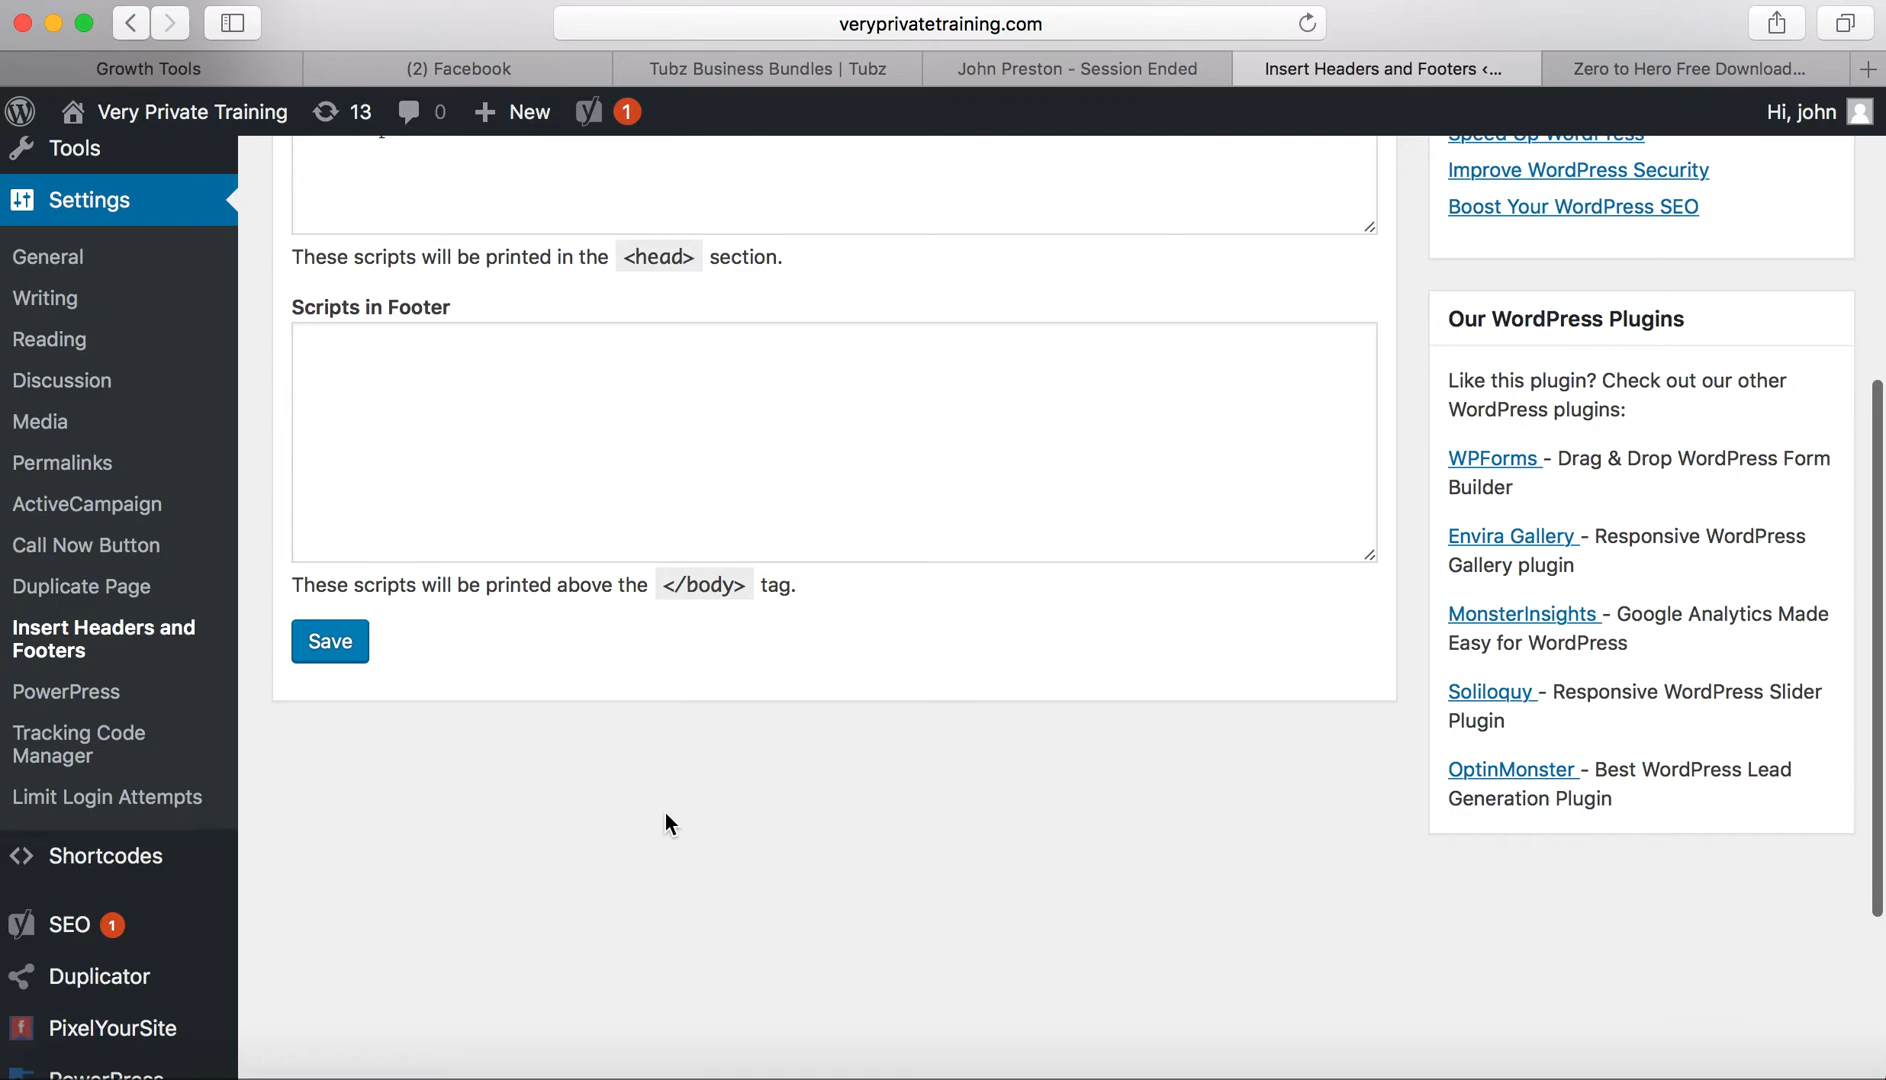 veryprivatetraining.com
Growth Tools
(2) Facebook
Tubz Business Bundles | Tubz
John Preston - Session Ended
Insert Headers and Footers <...
Zero to Hero Free Download...
Very Private Training
13
0
New
1
Hi, john
Tools
Settings
General
Writing
Reading
Discussion
Media
Permalinks
ActiveCampaign
Call Now Button
Duplicate Page
Insert Headers and
Footers
PowerPress
Tracking Code
Manager
Limit Login Attempts
Shortcodes
SEO 1
Duplicator
PixelYourSite
PowerPress
These scripts will be printed in the <head> section.
Scripts in Footer
These scripts will be printed above the </body> tag.
Save
Speed Up WordPress
Improve WordPress Security
Boost Your WordPress SEO
Our WordPress Plugins
Like this plugin? Check out our other
WordPress plugins:
WPForms - Drag & Drop WordPress Form
Builder
Envira Gallery - Responsive WordPress
Gallery plugin
MonsterInsights - Google Analytics Made
Easy for WordPress
Soliloquy - Responsive WordPress Slider
Plugin
OptinMonster - Best WordPress Lead
Generation Plugin